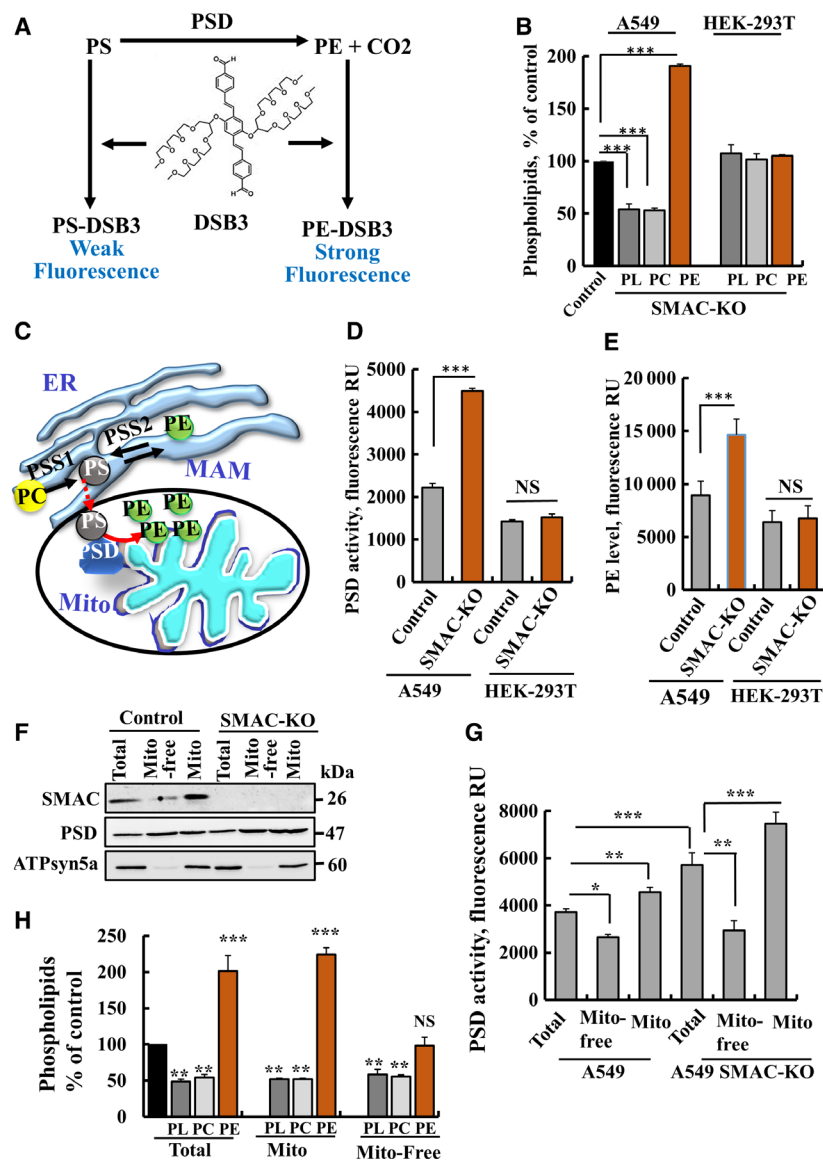 A
PSD
PS
PE + CO2
DSB3
PS-DSB3
Weak
Fluorescence
PE-DSB3
Strong
Fluorescence
B
A549
HEK-293T
Phospholipids, % of control
200
150
100
50
0
***
***
***
Control
PL PC PE
PL PC PE
SMAC-KO
C
ER
PSS1
PSS2
PE
PS
MAM
PC
PS
PE
PE
PE
PE
PSD
Mito
D
PSD activity, fluorescence RU
5000
4000
3000
2000
1000
0
***
NS
Control
SMAC-KO
Control
SMAC-KO
A549
HEK-293T
E
PE level, fluorescence RU
20 000
15 000
10 000
5000
0
***
NS
Control
SMAC-KO
Control
SMAC-KO
A549
HEK-293T
F
Control
SMAC-KO
Total
Mito
-free
Mito
Total
Mito
-free
Mito
kDa
SMAC
26
PSD
47
ATPsyn5a
60
G
PSD activity, fluorescence RU
8000
6000
4000
2000
0
*
**
***
**
***
Total
Mito-
free
Mito
Total
Mito-
free
Mito
A549
A549 SMAC-KO
H
Phospholipids
% of control
250
200
150
100
50
0
** ** ***
** ** ***
** ** NS
PL PC PE
PL PC PE
PL PC PE
Total
Mito
Mito-Free